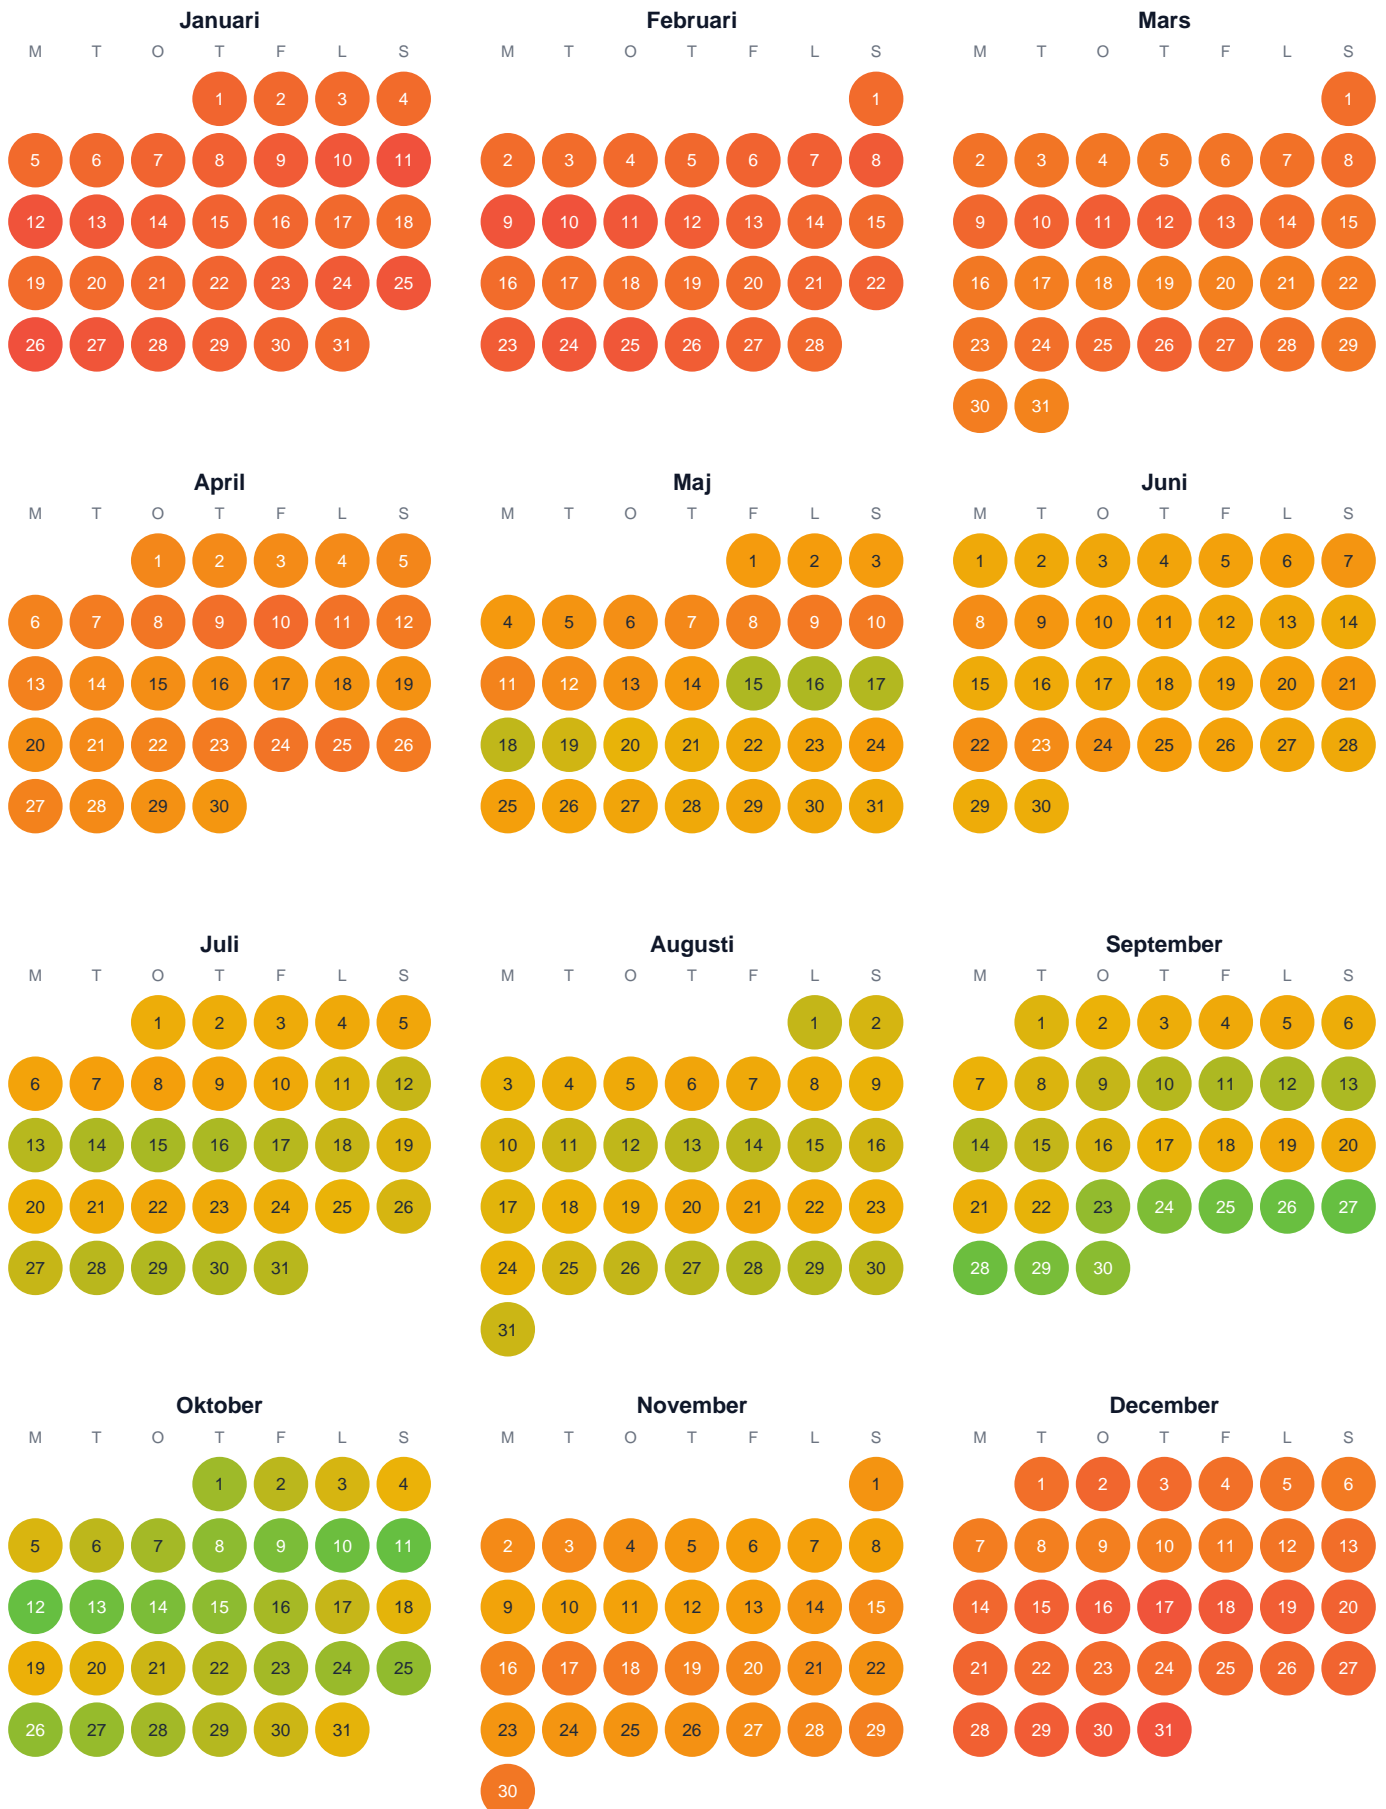 Januari
M T O T F L S
1 2 3 4
5 6 7 8 9 10 11
12 13 14 15 16 17 18
19 20 21 22 23 24 25
26 27 28 29 30 31
Februari
M T O T F L S
1
2 3 4 5 6 7 8
9 10 11 12 13 14 15
16 17 18 19 20 21 22
23 24 25 26 27 28
Mars
M T O T F L S
1
2 3 4 5 6 7 8
9 10 11 12 13 14 15
16 17 18 19 20 21 22
23 24 25 26 27 28 29
30 31
April
M T O T F L S
1 2 3 4 5
6 7 8 9 10 11 12
13 14 15 16 17 18 19
20 21 22 23 24 25 26
27 28 29 30
Maj
M T O T F L S
1 2 3
4 5 6 7 8 9 10
11 12 13 14 15 16 17
18 19 20 21 22 23 24
25 26 27 28 29 30 31
Juni
M T O T F L S
1 2 3 4 5 6 7
8 9 10 11 12 13 14
15 16 17 18 19 20 21
22 23 24 25 26 27 28
29 30
Juli
M T O T F L S
1 2 3 4 5
6 7 8 9 10 11 12
13 14 15 16 17 18 19
20 21 22 23 24 25 26
27 28 29 30 31
Augusti
M T O T F L S
1 2
3 4 5 6 7 8 9
10 11 12 13 14 15 16
17 18 19 20 21 22 23
24 25 26 27 28 29 30
31
September
M T O T F L S
1 2 3 4 5 6
7 8 9 10 11 12 13
14 15 16 17 18 19 20
21 22 23 24 25 26 27
28 29 30
Oktober
M T O T F L S
1 2 3 4
5 6 7 8 9 10 11
12 13 14 15 16 17 18
19 20 21 22 23 24 25
26 27 28 29 30 31
November
M T O T F L S
1
2 3 4 5 6 7 8
9 10 11 12 13 14 15
16 17 18 19 20 21 22
23 24 25 26 27 28 29
30
December
M T O T F L S
1 2 3 4 5 6
7 8 9 10 11 12 13
14 15 16 17 18 19 20
21 22 23 24 25 26 27
28 29 30 31